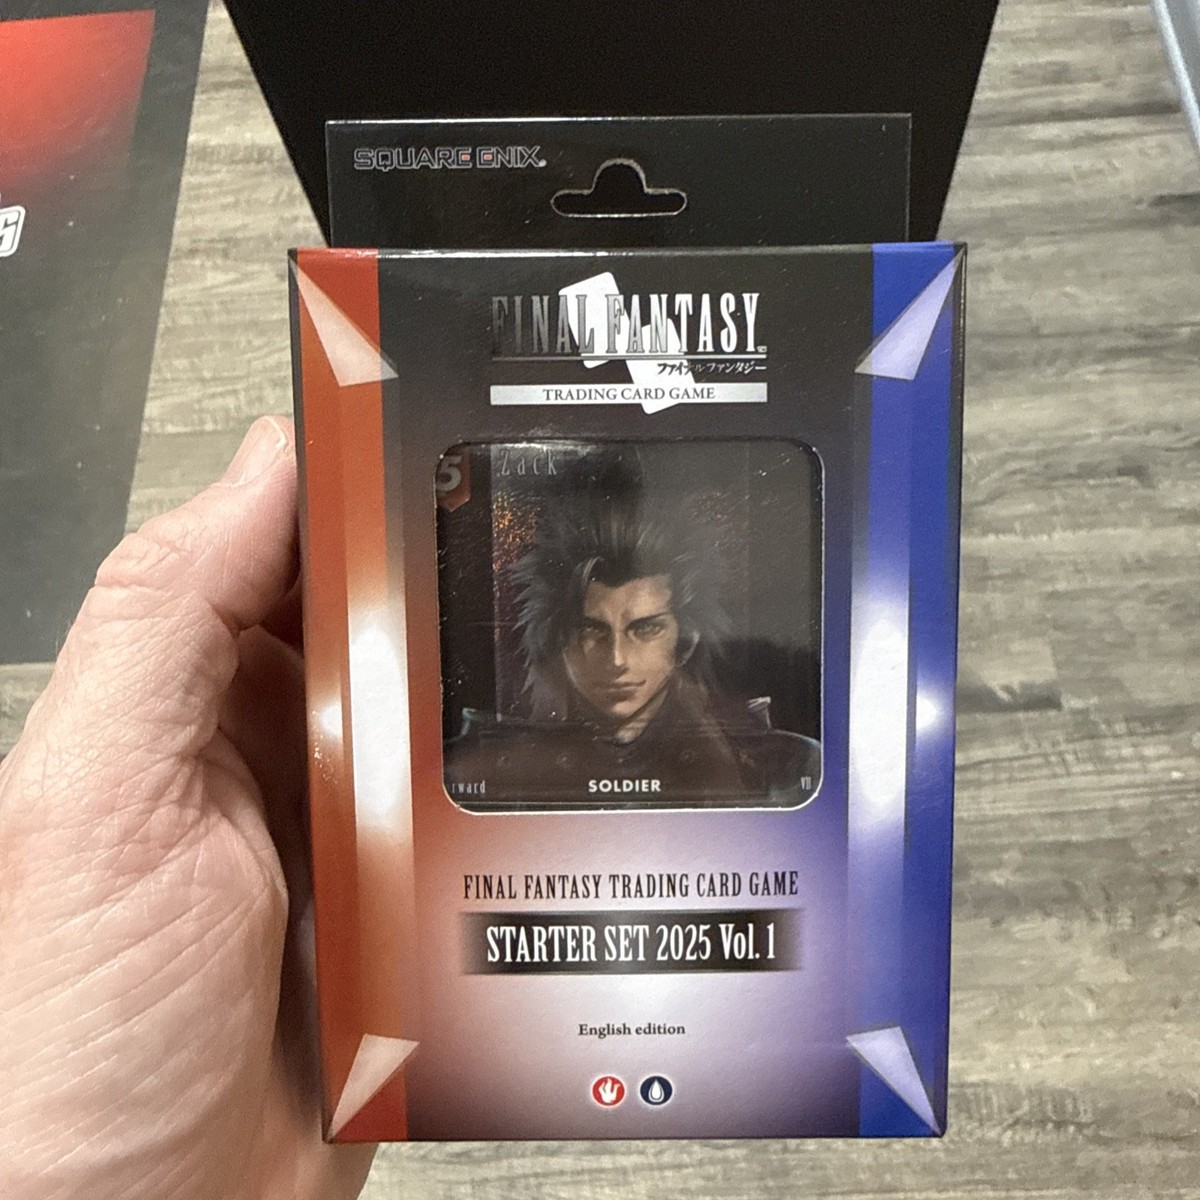 SQUARE ENIX
FINAL FANTASY
ファイナルファンタジー
TRADING CARD GAME
5
Zack
SOLDIER
rward
VII
FINAL FANTASY TRADING CARD GAME
STARTER SET 2025 Vol. 1
English edition